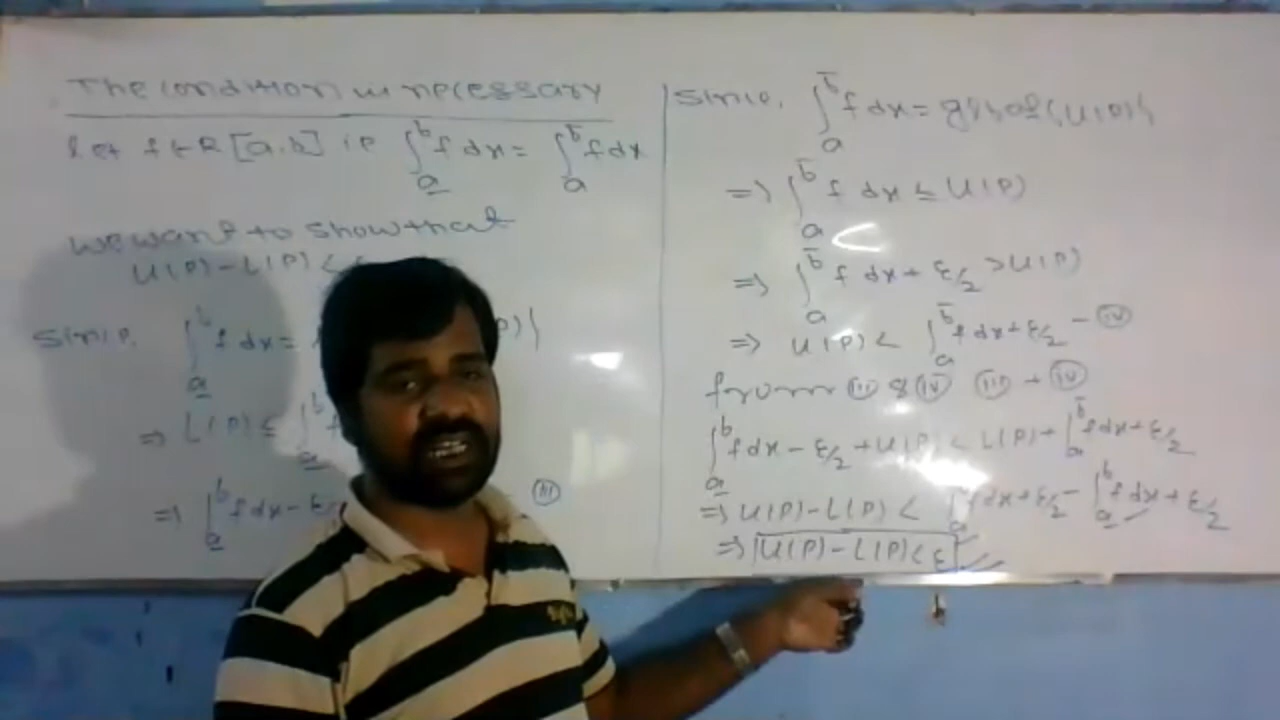 The condition is necessary
Let f ∈ R [a.b] ie ∫_a̲^b f dx = ∫_a^b̄ f dx
we want to show that
U(P) - L(P) <
Since, ∫_a̲^b f dx =
⇒ L(P) ≤ ∫_a̲^b
⇒ ∫_a̲^b f dx - ε/2 (iii)
Since, ∫_a^b̄ f dx = g.l.b of {U(P)}
⇒ ∫_a^b̄ f dx ≤ U(P)
⇒ ∫_a^b̄ f dx + ε/2 > U(P)
⇒ U(P) < ∫_a^b̄ f dx + ε/2 - (iv)
from (iii) & (iv) (iii) + (iv)
∫_a̲^b f dx - ε/2 + U(P) < L(P) + ∫_a^b̄ f dx + ε/2
⇒ U(P) - L(P) < ∫_a f dx + ε/2 - ∫_a̲^b f dx + ε/2
⇒ U(P) - L(P) < ε